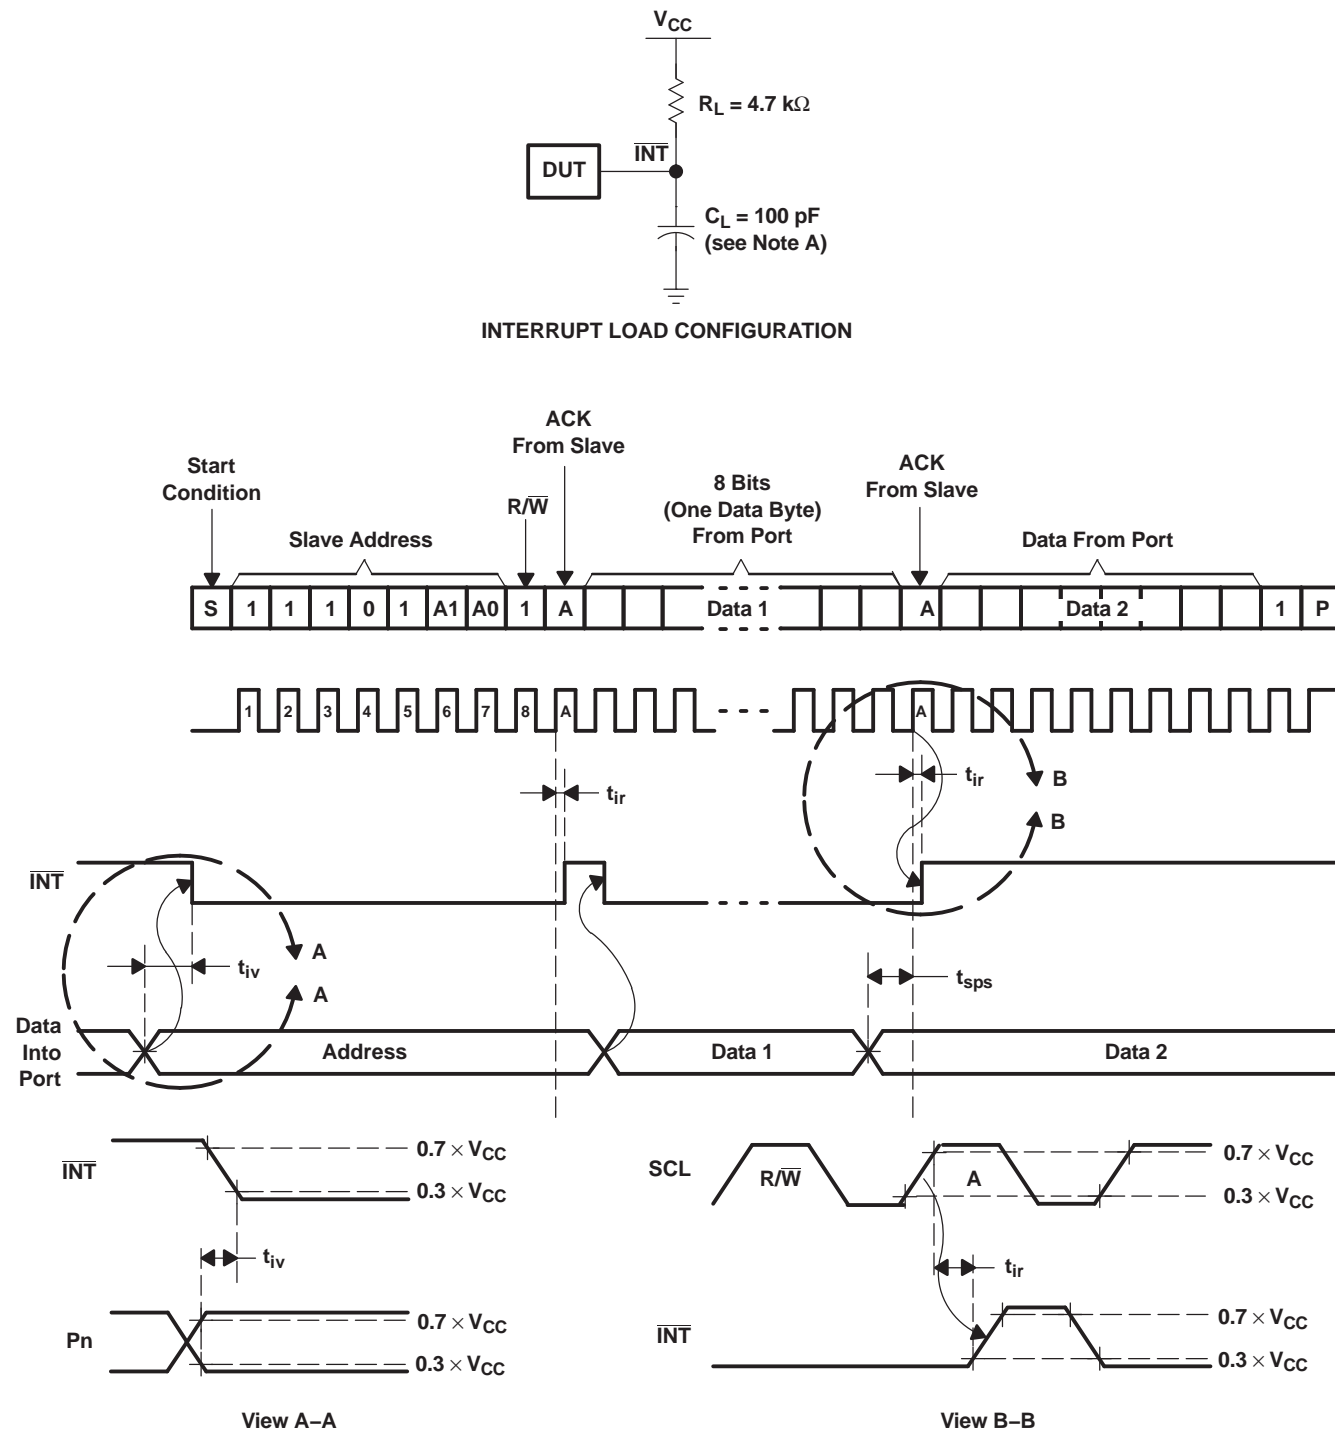 VCC
RL = 4.7 kΩ
INT
DUT
CL = 100 pF
(see Note A)
INTERRUPT LOAD CONFIGURATION
ACK
From Slave
Start
Condition
R/W
8 Bits
(One Data Byte)
From Port
ACK
From Slave
Slave Address
Data From Port
S 1 1 1 0 1 A1 A0 1 A Data 1 A Data 2 1 P
1 2 3 4 5 6 7 8 A A
tir
tir
B
B
INT
A
tiv
A
tsps
Data
Into
Port
Address
Data 1
Data 2
INT
0.7 × VCC
0.3 × VCC
tiv
Pn
0.7 × VCC
0.3 × VCC
View A–A
SCL
R/W
A
0.7 × VCC
0.3 × VCC
tir
INT
0.7 × VCC
0.3 × VCC
View B–B